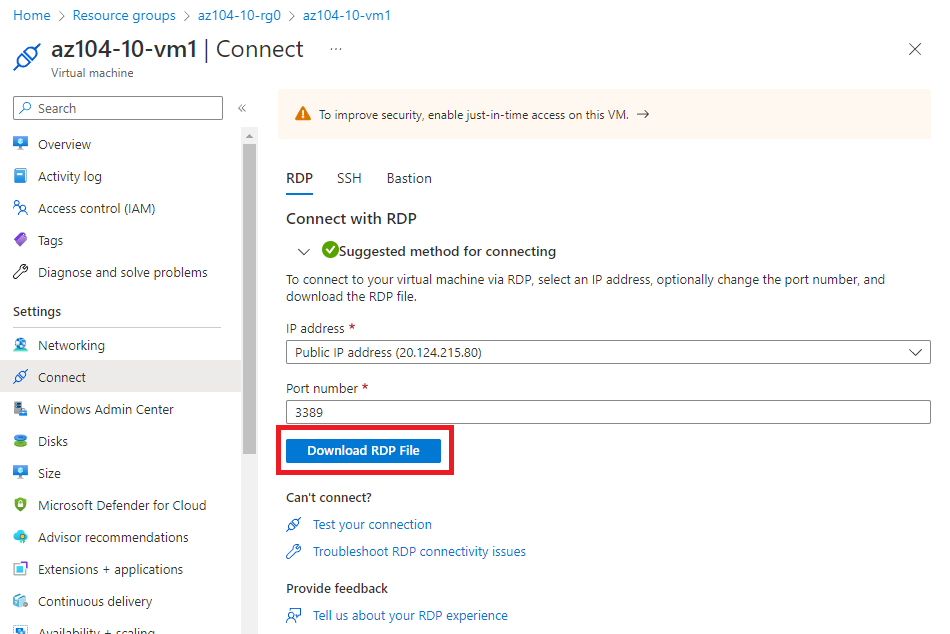 Home > Resource groups > az104-10-rg0 > az104-10-vm1
az104-10-vm1 | Connect ...
Virtual machine
Search
«
Overview
Activity log
Access control (IAM)
Tags
Diagnose and solve problems
Settings
Networking
Connect
Windows Admin Center
Disks
Size
Microsoft Defender for Cloud
Advisor recommendations
Extensions + applications
Continuous delivery
Availability + scaling
To improve security, enable just-in-time access on this VM. →
RDP SSH Bastion
Connect with RDP
Suggested method for connecting
To connect to your virtual machine via RDP, select an IP address, optionally change the port number, and
download the RDP file.
IP address *
Public IP address (20.124.215.80)
Port number *
3389
Download RDP File
Can't connect?
Test your connection
Troubleshoot RDP connectivity issues
Provide feedback
Tell us about your RDP experience